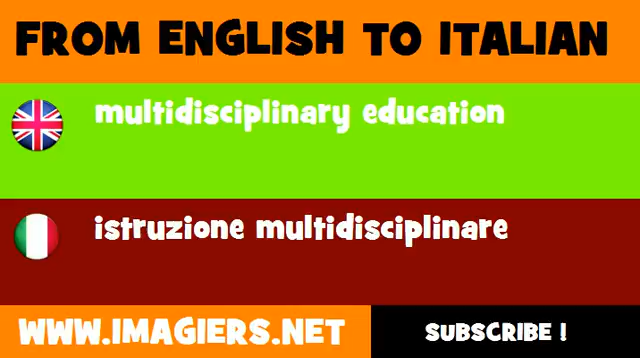 FROM ENGLISH TO ITALIAN
multidisciplinary education
istruzione multidisciplinare
WWW.IMAGIERS.NET
SUBSCRIBE !